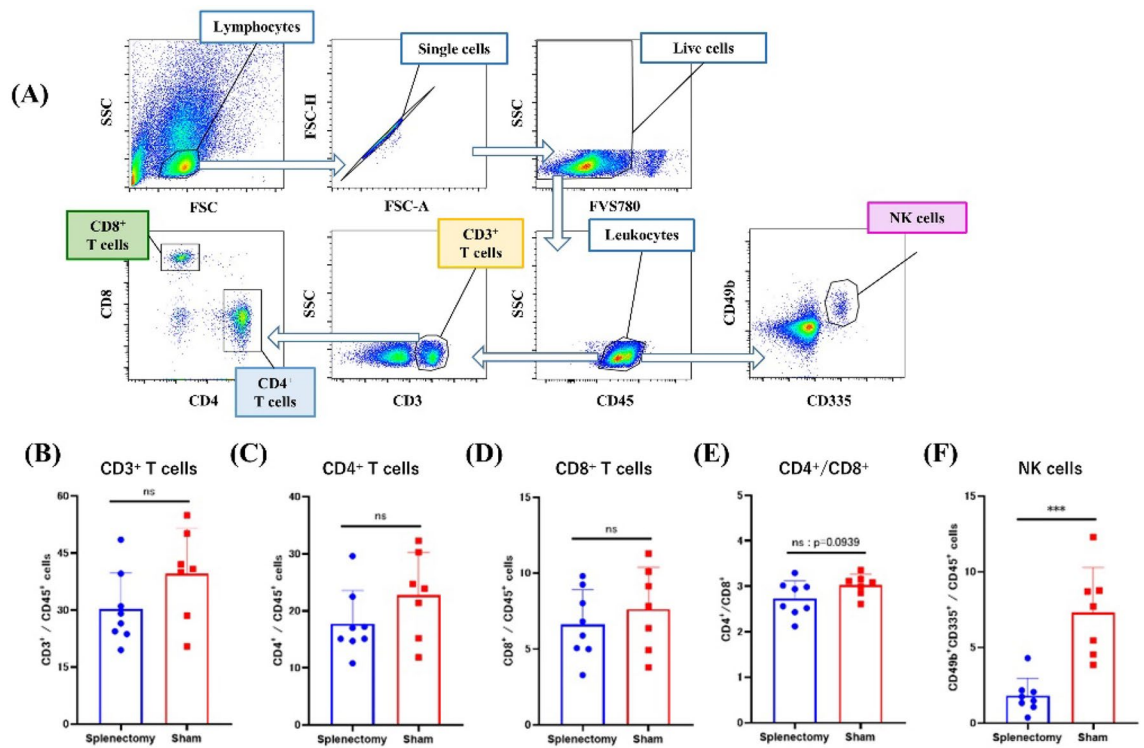 (A)
Lymphocytes
Single cells
Live cells
SSC
FSC
FSC-H
FSC-A
SSC
FVS780
CD8⁺
T cells
CD3⁺
T cells
Leukocytes
NK cells
CD8
CD4
CD4⁺
T cells
SSC
CD3
SSC
CD45
CD49b
CD335
(B)
CD3⁺ T cells
ns
CD3⁺ / CD45⁺ cells
60
45
30
15
0
Splenectomy Sham
(C)
CD4⁺ T cells
ns
CD4⁺ / CD45⁺ cells
40
30
20
10
0
Splenectomy Sham
(D)
CD8⁺ T cells
ns
CD8⁺ / CD45⁺ cells
15
10
5
0
Splenectomy Sham
(E)
CD4⁺/CD8⁺
ns : p=0.0939
CD4⁺/CD8⁺
5
4
3
2
1
0
Splenectomy Sham
(F)
NK cells
***
CD49b⁺CD335⁺ / CD45⁺ cells
15
10
5
0
Splenectomy Sham